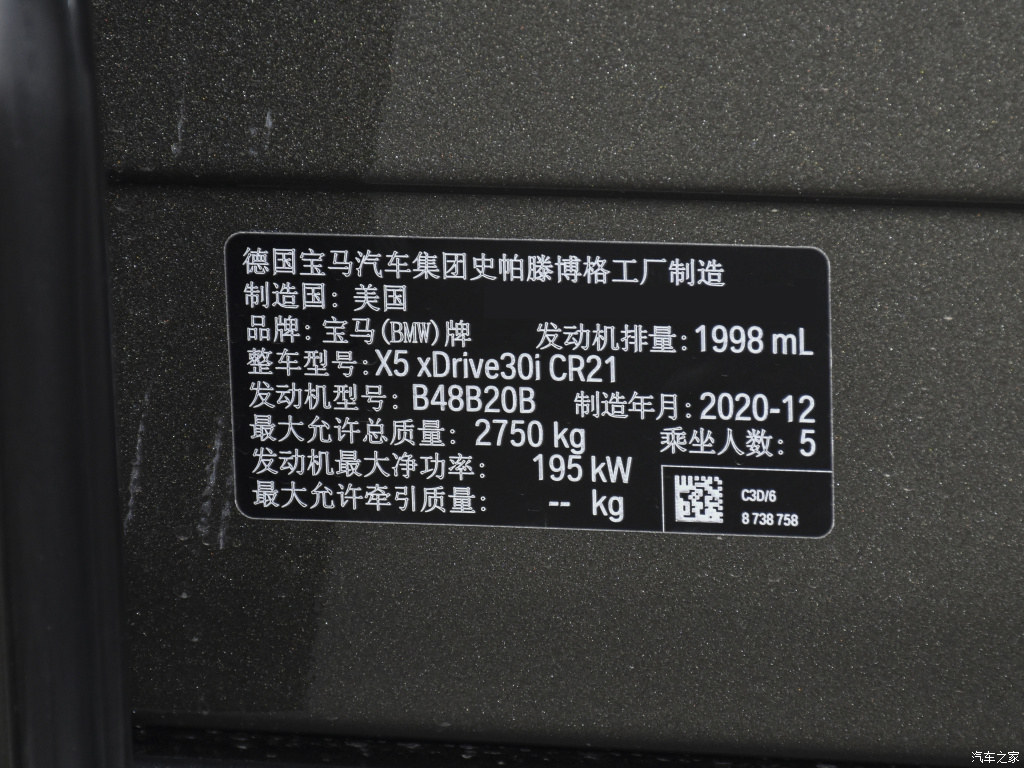 德国宝马汽车集团史帕滕博格工厂制造
制造国：美国
品牌：宝马(BMW)牌 发动机排量：1998 mL
整车型号：X5 xDrive30i CR21
发动机型号：B48B20B 制造年月：2020-12
最大允许总质量：2750 kg 乘坐人数：5
发动机最大净功率：195 kW
最大允许牵引质量：-- kg
C3D/6
8 738 758
汽车之家